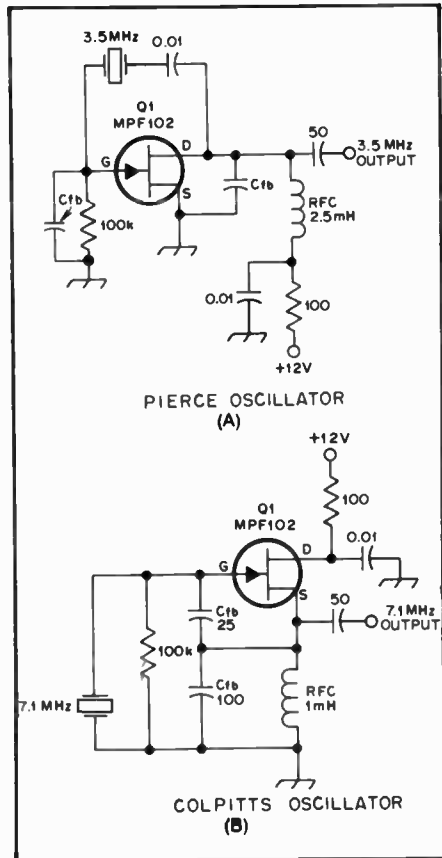 3.5MHz
0.01
Q1
MPF102
D
G
S
Cfb
100k
Cfb
50
3.5 MHz
OUTPUT
RFC
2.5mH
0.01
100
+12V
PIERCE OSCILLATOR
(A)
+12V
100
Q1
MPF102
D
0.01
G
S
50
7.1 MHz
OUTPUT
Cfb
25
100k
Cfb
100
RFC
1mH
7.1 MHz
COLPITTS OSCILLATOR
(B)